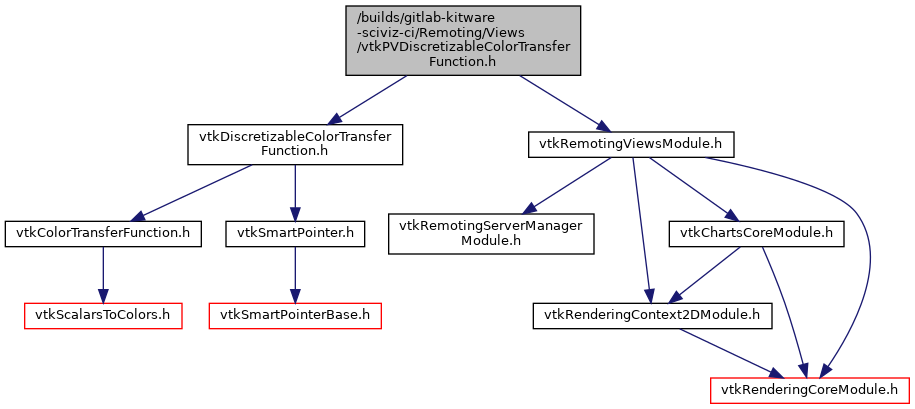 /builds/gitlab-kitware
-sciviz-ci/Remoting/Views
/vtkPVDiscretizableColorTransfer
Function.h
vtkDiscretizableColorTransfer
Function.h
vtkRemotingViewsModule.h
vtkColorTransferFunction.h
vtkSmartPointer.h
vtkRemotingServerManager
Module.h
vtkChartsCoreModule.h
vtkScalarsToColors.h
vtkSmartPointerBase.h
vtkRenderingContext2DModule.h
vtkRenderingCoreModule.h